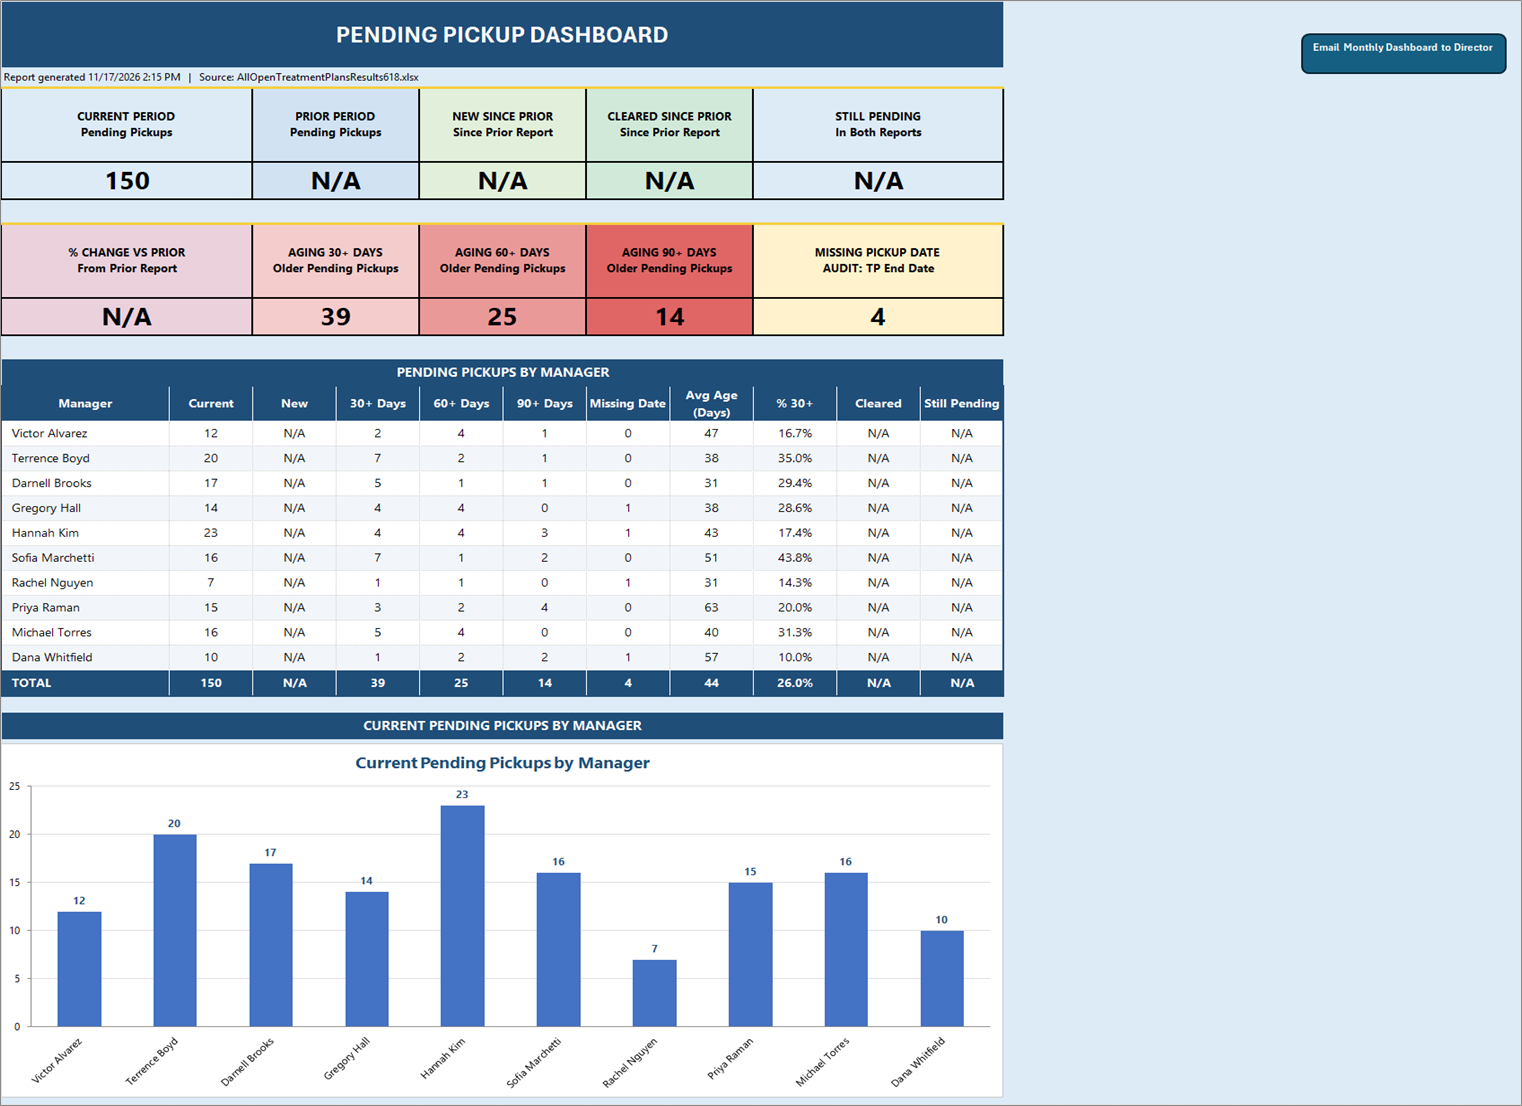 PENDING PICKUP DASHBOARD
Email Monthly Dashboard to Director
Report generated 11/17/2026 2:15 PM | Source: AllOpenTreatmentPlansResults618.xlsx
CURRENT PERIOD
Pending Pickups
PRIOR PERIOD
Pending Pickups
NEW SINCE PRIOR
Since Prior Report
CLEARED SINCE PRIOR
Since Prior Report
STILL PENDING
In Both Reports
150 N/A N/A N/A N/A
% CHANGE VS PRIOR
From Prior Report
AGING 30+ DAYS
Older Pending Pickups
AGING 60+ DAYS
Older Pending Pickups
AGING 90+ DAYS
Older Pending Pickups
MISSING PICKUP DATE
AUDIT: TP End Date
N/A 39 25 14 4
PENDING PICKUPS BY MANAGER
Manager Current New 30+ Days 60+ Days 90+ Days Missing Date Avg Age (Days) % 30+ Cleared Still Pending
Victor Alvarez 12 N/A 2 4 1 0 47 16.7% N/A N/A
Terrence Boyd 20 N/A 7 2 1 0 38 35.0% N/A N/A
Darnell Brooks 17 N/A 5 1 1 0 31 29.4% N/A N/A
Gregory Hall 14 N/A 4 4 0 1 38 28.6% N/A N/A
Hannah Kim 23 N/A 4 4 3 1 43 17.4% N/A N/A
Sofia Marchetti 16 N/A 7 1 2 0 51 43.8% N/A N/A
Rachel Nguyen 7 N/A 1 1 0 1 31 14.3% N/A N/A
Priya Raman 15 N/A 3 2 4 0 63 20.0% N/A N/A
Michael Torres 16 N/A 5 4 0 0 40 31.3% N/A N/A
Dana Whitfield 10 N/A 1 2 2 1 57 10.0% N/A N/A
TOTAL 150 N/A 39 25 14 4 44 26.0% N/A N/A
CURRENT PENDING PICKUPS BY MANAGER
Current Pending Pickups by Manager
25
20
15
10
5
0
12
20
17
14
23
16
7
15
16
10
Victor Alvarez
Terrence Boyd
Darnell Brooks
Gregory Hall
Hannah Kim
Sofia Marchetti
Rachel Nguyen
Priya Raman
Michael Torres
Dana Whitfield